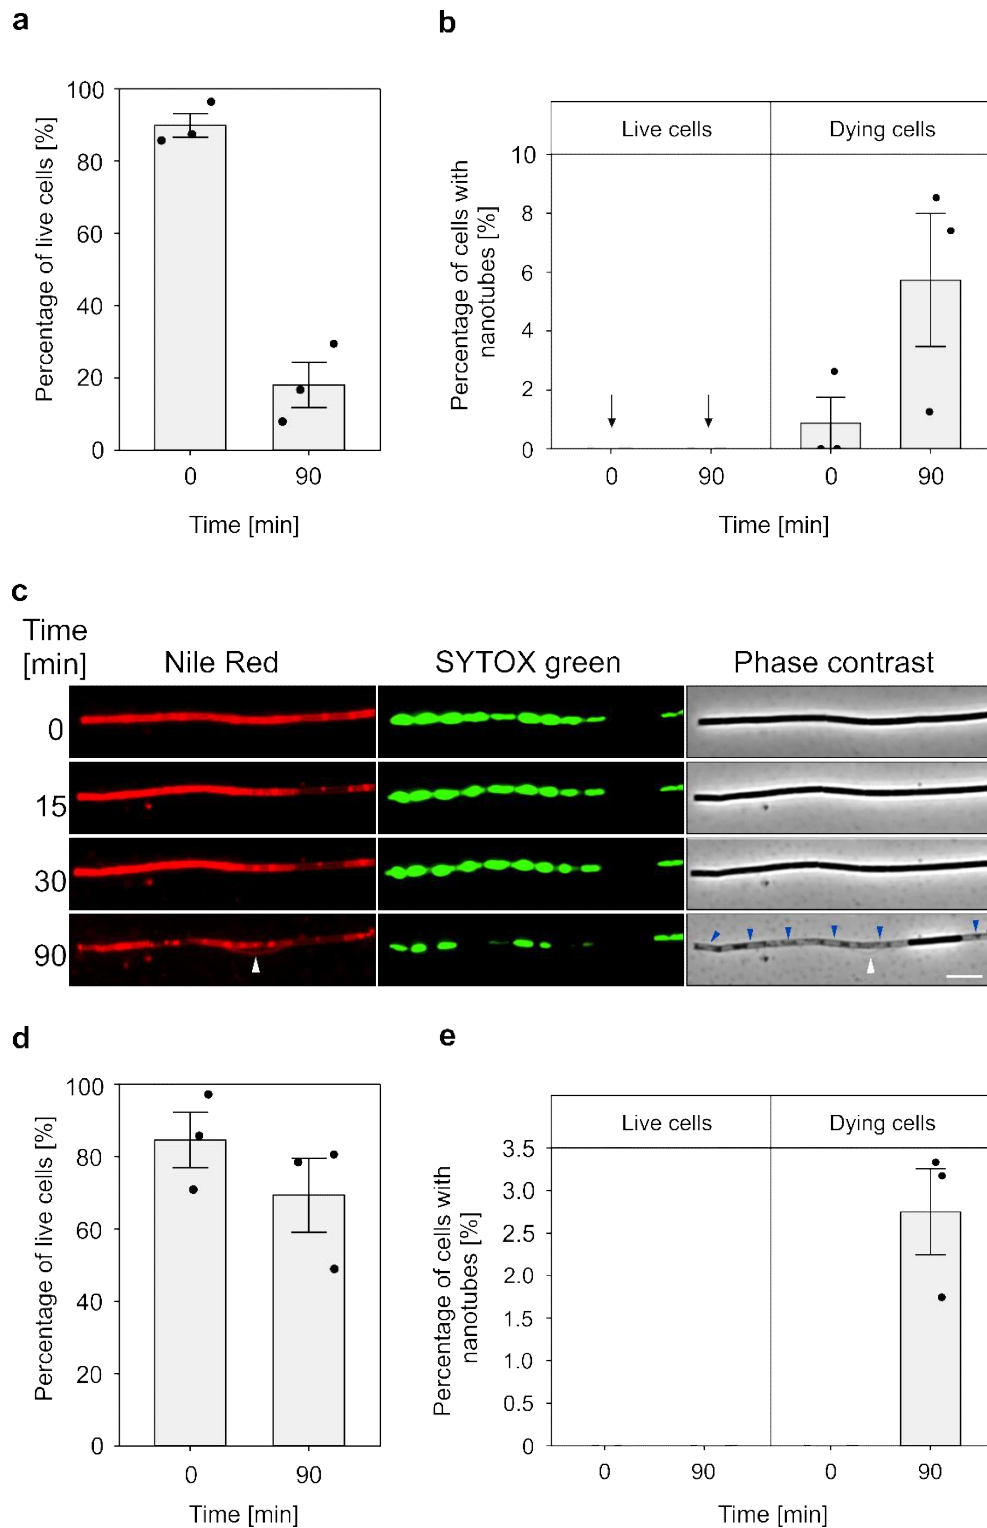 a
Percentage of live cells [%]
100
80
60
40
20
0
0 90
Time [min]
b
Percentage of cells with
nanotubes [%]
Live cells Dying cells
10
8
6
4
2
0
0 90 0 90
Time [min]
c
Time
[min] Nile Red SYTOX green Phase contrast
0
15
30
90
d
Percentage of live cells [%]
100
80
60
40
20
0
0 90
Time [min]
e
Percentage of cells with
nanotubes [%]
Live cells Dying cells
3.5
3.0
2.5
2.0
1.5
1.0
0.5
0
0 90 0 90
Time [min]